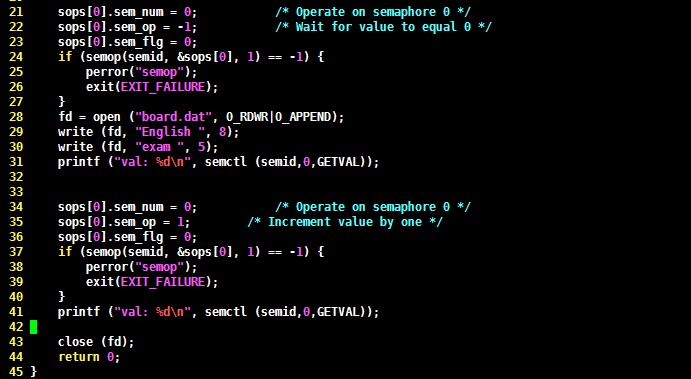 21     sops[0].sem_num = 0;           /* Operate on semaphore 0 */
22     sops[0].sem_op = -1;           /* Wait for value to equal 0 */
23     sops[0].sem_flg = 0;
24     if (semop(semid, &sops[0], 1) == -1) {
25         perror("semop");
26         exit(EXIT_FAILURE);
27     }
28     fd = open ("board.dat", O_RDWR|O_APPEND);
29     write (fd, "English ", 8);
30     write (fd, "exam ", 5);
31     printf ("val: %d\n", semctl (semid,0,GETVAL));
32
33
34     sops[0].sem_num = 0;           /* Operate on semaphore 0 */
35     sops[0].sem_op = 1;        /* Increment value by one */
36     sops[0].sem_flg = 0;
37     if (semop(semid, &sops[0], 1) == -1) {
38         perror("semop");
39         exit(EXIT_FAILURE);
40     }
41     printf ("val: %d\n", semctl (semid,0,GETVAL));
42
43     close (fd);
44     return 0;
45 }